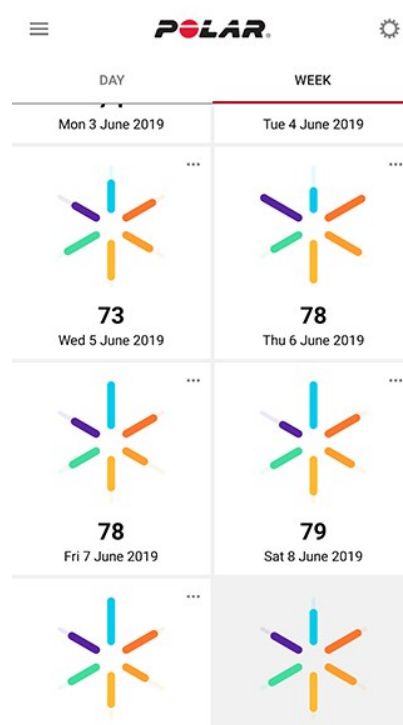 POLAR.
DAY WEEK
Mon 3 June 2019 Tue 4 June 2019
73 78
Wed 5 June 2019 Thu 6 June 2019
78 79
Fri 7 June 2019 Sat 8 June 2019